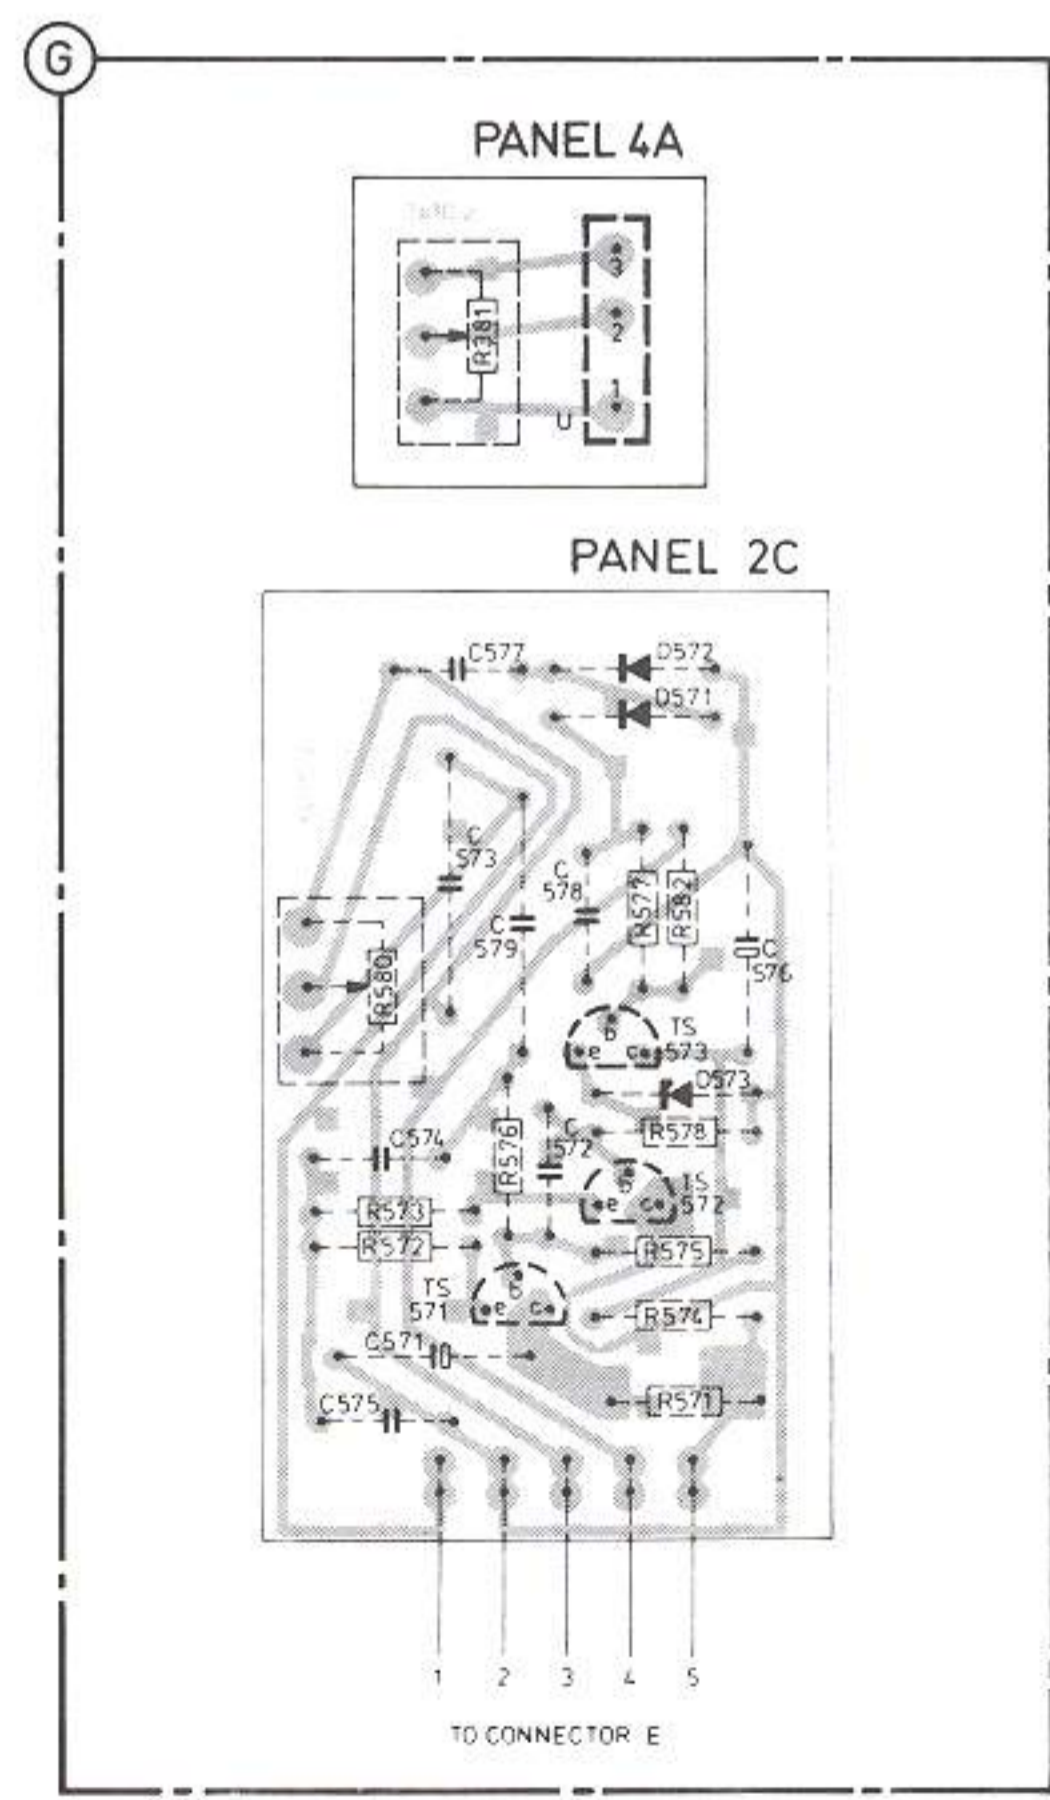 G
PANEL 4A
3
R381
2
1
U
PANEL 2C
C577
D572
D571
C
573
C
578
R577
R582
C
579
C
576
R580
TS
573
b
e
c
D573
C574
R576
C
572
R578
TS
572
b
e
c
R573
R572
R575
TS
571
b
e
c
R574
C571
R571
C575
1 2 3 4 5
TO CONNECTOR E